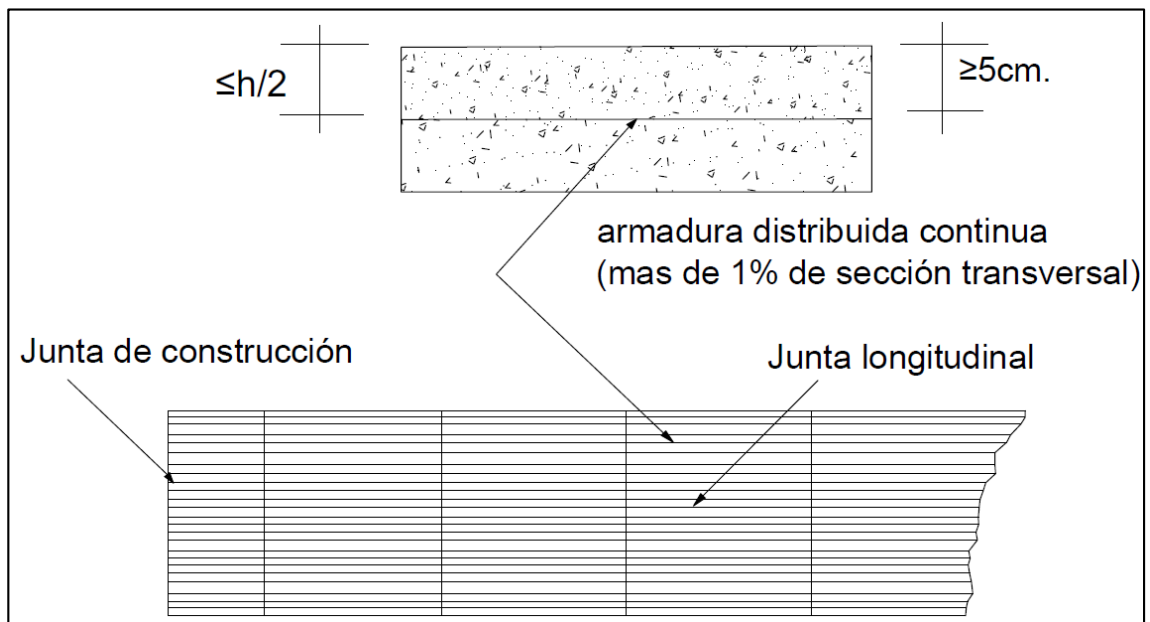 ≤h/2
≥5cm.
armadura distribuida continua
(mas de 1% de sección transversal)
Junta de construcción
Junta longitudinal